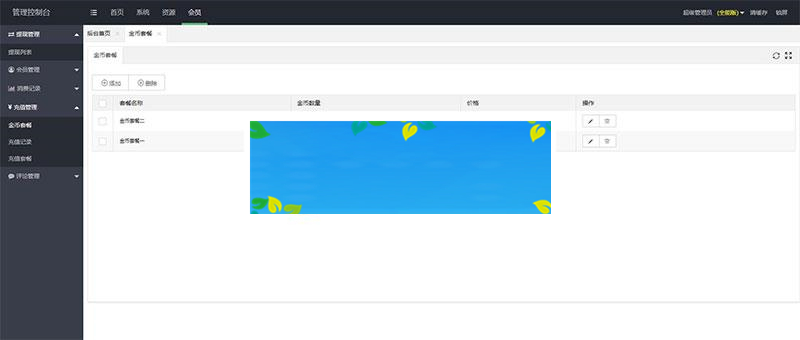 管理控制台
首页 系统 资源 会员
超级管理员 (全部版) 清缓存 锁屏
提现管理
提现列表
会员管理
消费记录
充值管理
金币套餐
充值记录
充值套餐
评论管理
后台首页 金币套餐
金币套餐
添加 删除
套餐名称 金币数量 价格 操作
金币套餐二
金币套餐一